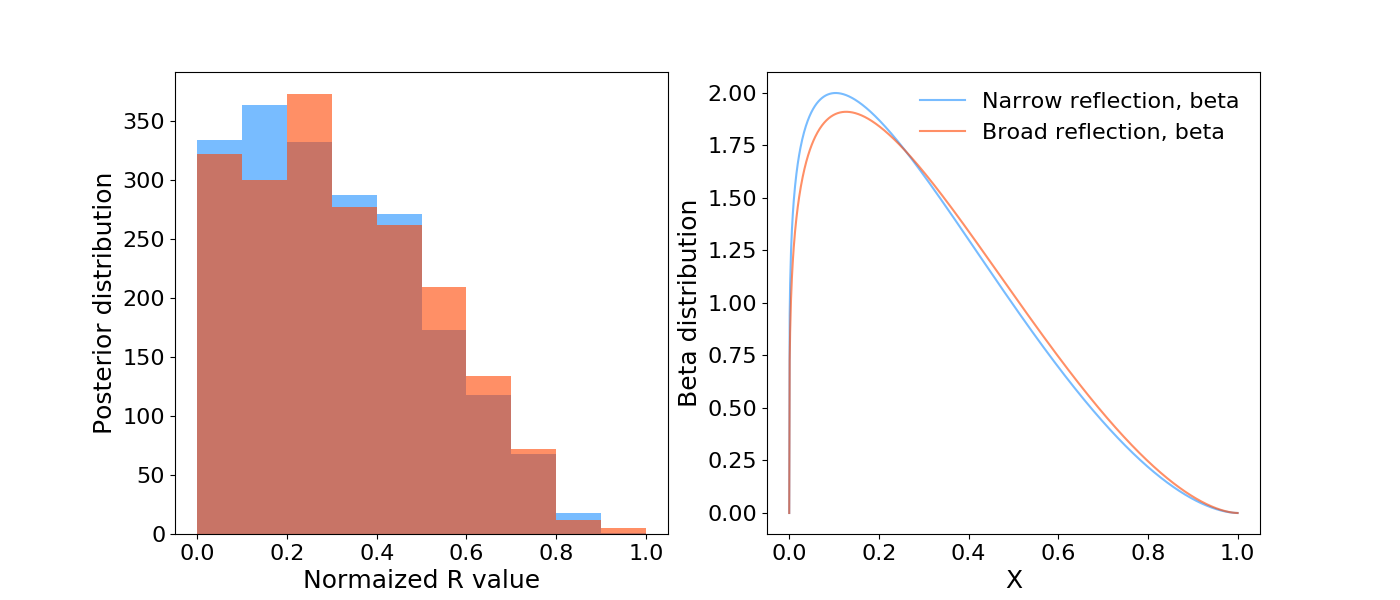 Posterior distribution
350
300
250
200
150
100
50
0
0.0 0.2 0.4 0.6 0.8 1.0
Normaized R value
Beta distribution
2.00
1.75
1.50
1.25
1.00
0.75
0.50
0.25
0.00
0.0 0.2 0.4 0.6 0.8 1.0
X
Narrow reflection, beta
Broad reflection, beta